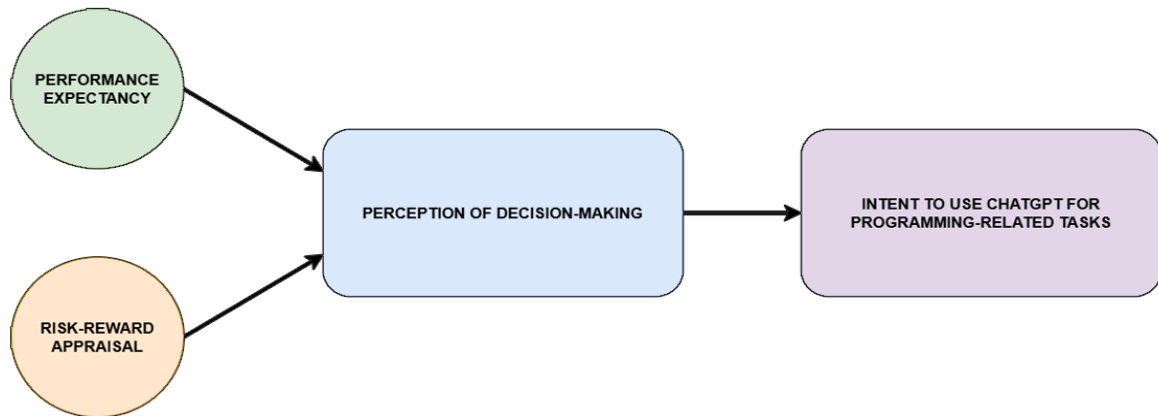 PERFORMANCE
EXPECTANCY
PERCEPTION OF DECISION-MAKING
INTENT TO USE CHATGPT FOR
PROGRAMMING-RELATED TASKS
RISK-REWARD
APPRAISAL